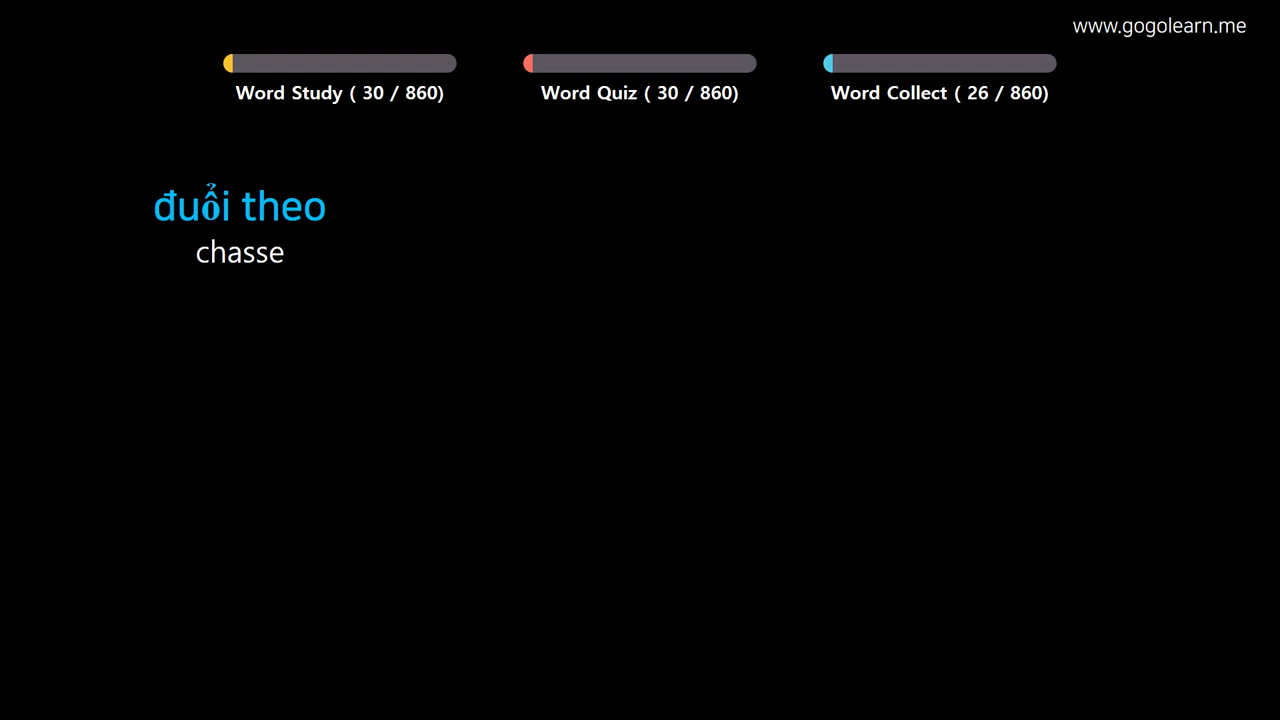 www.gogolearn.me
Word Study ( 30 / 860)
Word Quiz ( 30 / 860)
Word Collect ( 26 / 860)
đuổi theo
chasse